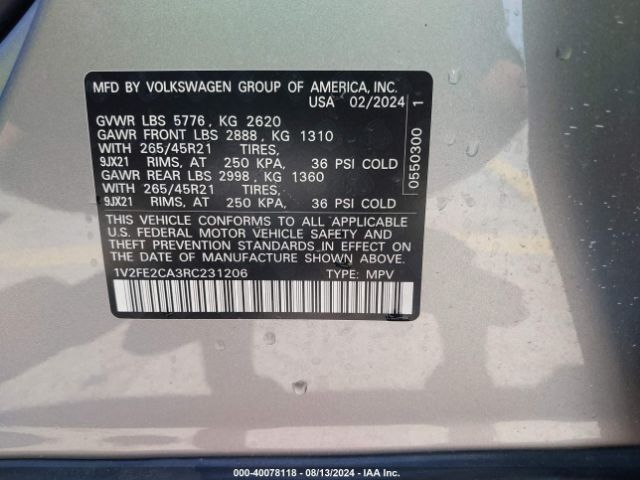 MFD BY VOLKSWAGEN GROUP OF AMERICA, INC.
USA 02/2024
GVWR LBS 5776, KG 2620
GAWR FRONT LBS 2888, KG 1310
WITH 265/45R21 TIRES,
9JX21 RIMS, AT 250 KPA, 36 PSI COLD
GAWR REAR LBS 2998, KG 1360
WITH 265/45R21 TIRES,
9JX21 RIMS, AT 250 KPA, 36 PSI COLD
THIS VEHICLE CONFORMS TO ALL APPLICABLE
U.S. FEDERAL MOTOR VEHICLE SAFETY AND
THEFT PREVENTION STANDARDS IN EFFECT ON
THE DATE OF MANUFACTURE SHOWN ABOVE.
1V2FE2CA3RC231206 TYPE: MPV
0550300 1
000-40078118 - 08/13/2024 - IAA Inc.